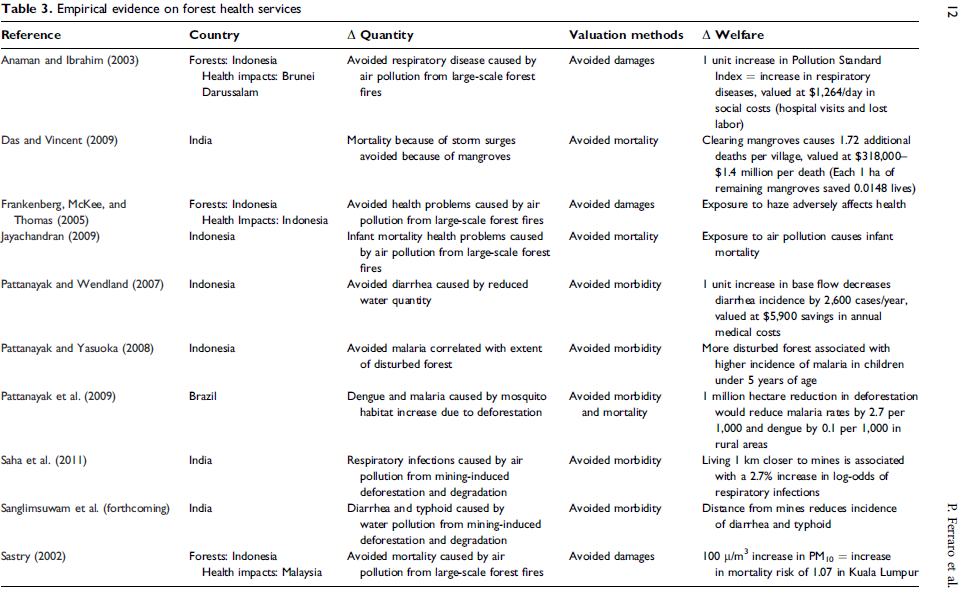 Table 3. Empirical evidence on forest health services
12
Reference Country Δ Quantity Valuation methods Δ Welfare
Anaman and Ibrahim (2003) Forests: Indonesia Avoided respiratory disease caused by Avoided damages 1 unit increase in Pollution Standard
Health impacts: Brunei air pollution from large-scale forest Index = increase in respiratory
Darussalam fires diseases, valued at $1,264/day in
social costs (hospital visits and lost
labor)
Das and Vincent (2009) India Mortality because of storm surges Avoided mortality Clearing mangroves causes 1.72 additional
avoided because of mangroves deaths per village, valued at $318,000–
$1.4 million per death (Each 1 ha of
remaining mangroves saved 0.0148 lives)
Frankenberg, McKee, and Forests: Indonesia Avoided health problems caused by air Avoided damages Exposure to haze adversely affects health
Thomas (2005) Health Impacts: Indonesia pollution from large-scale forest fires
Jayachandran (2009) Indonesia Infant mortality health problems caused Avoided mortality Exposure to air pollution causes infant
by air pollution from large-scale forest mortality
fires
Pattanayak and Wendland (2007) Indonesia Avoided diarrhea caused by reduced Avoided morbidity 1 unit increase in base flow decreases
water quantity diarrhea incidence by 2,600 cases/year,
valued at $5,900 savings in annual
medical costs
Pattanayak and Yasuoka (2008) Indonesia Avoided malaria correlated with extent Avoided morbidity More disturbed forest associated with
of disturbed forest higher incidence of malaria in children
under 5 years of age
Pattanayak et al. (2009) Brazil Dengue and malaria caused by mosquito Avoided morbidity 1 million hectare reduction in deforestation
habitat increase due to deforestation and mortality would reduce malaria rates by 2.7 per
1,000 and dengue by 0.1 per 1,000 in
rural areas
Saha et al. (2011) India Respiratory infections caused by air Avoided morbidity Living 1 km closer to mines is associated
pollution from mining-induced with a 2.7% increase in log-odds of
deforestation and degradation respiratory infections
Sanglimsuwam et al. (forthcoming) India Diarrhea and typhoid caused by Avoided morbidity Distance from mines reduces incidence
water pollution from mining-induced of diarrhea and typhoid
deforestation and degradation
Sastry (2002) Forests: Indonesia Avoided mortality caused by air Avoided damages 100 μ/m³ increase in PM₁₀ = increase
Health impacts: Malaysia pollution from large-scale forest fires in mortality risk of 1.07 in Kuala Lumpur
P. Ferraro et al.